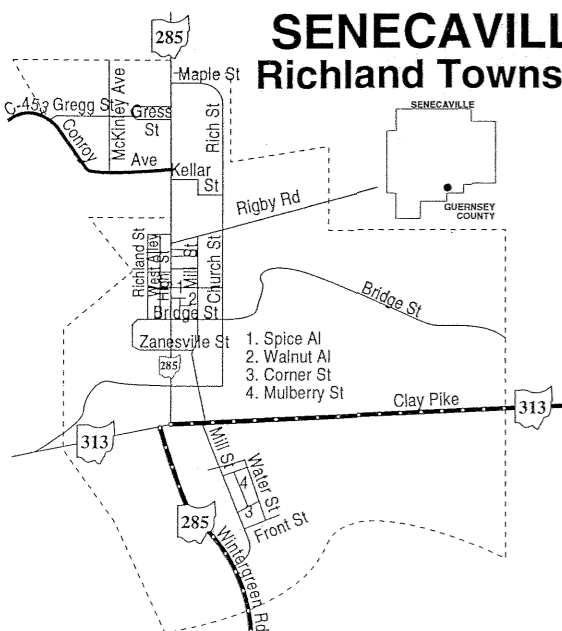 285
SENECAVILL
Richland Towns
Maple St
SENECAVILLE
C-453
Gregg St
McKinley Ave
Gress
St
Rich St
Conroy
Ave
Kellar
St
Rigby Rd
GUERNSEY
COUNTY
Richland St
West Alley
High St
Mill
St
Church St
1
2
Bridge St
Bridge St
Zanesville St
1. Spice Al
2. Walnut Al
3. Corner St
4. Mulberry St
285
Clay Pike
313
313
Mill St
Water St
4
3
Front St
285
Wintergreen Rd